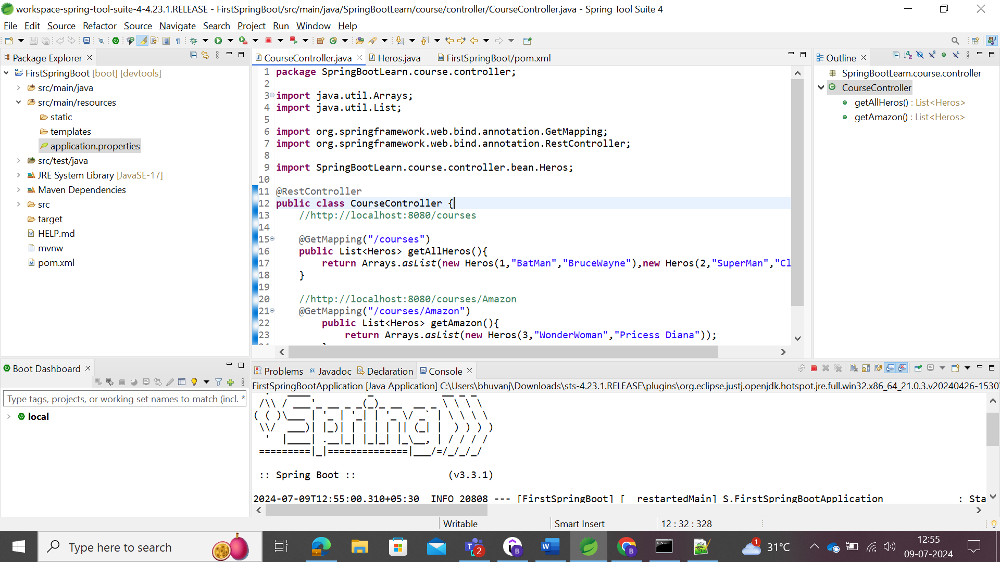 workspace-spring-tool-suite-4-4.23.1.RELEASE - FirstSpringBoot/src/main/java/SpringBootLearn/course/controller/CourseController.java - Spring Tool Suite 4
File Edit Source Refactor Source Navigate Search Project Run Window Help
Package Explorer
FirstSpringBoot [boot] [devtools]
src/main/java
src/main/resources
static
templates
application.properties
src/test/java
JRE System Library [JavaSE-17]
Maven Dependencies
src
target
HELP.md
mvnw
pom.xml
CourseController.java Heros.java FirstSpringBoot/pom.xml
1 package SpringBootLearn.course.controller;
2
3 import java.util.Arrays;
4 import java.util.List;
5
6 import org.springframework.web.bind.annotation.GetMapping;
7 import org.springframework.web.bind.annotation.RestController;
8
9 import SpringBootLearn.course.controller.bean.Heros;
10
11 @RestController
12 public class CourseController {
13 //http://localhost:8080/courses
14
15 @GetMapping("/courses")
16 public List<Heros> getAllHeros(){
17 return Arrays.asList(new Heros(1,"BatMan","BruceWayne"),new Heros(2,"SuperMan","Cl
18 }
19
20 //http://localhost:8080/courses/Amazon
21 @GetMapping("/courses/Amazon")
22 public List<Heros> getAmazon(){
23 return Arrays.asList(new Heros(3,"WonderWoman","Pricess Diana"));
Outline
SpringBootLearn.course.controller
CourseController
getAllHeros() : List<Heros>
getAmazon() : List<Heros>
Boot Dashboard
Type tags, projects, or working set names to match (incl. *
local
Problems Javadoc Declaration Console
FirstSpringBootApplication [Java Application] C:\Users\bhuvanj\Downloads\sts-4.23.1.RELEASE\plugins\org.eclipse.justj.openjdk.hotspot.jre.full.win32.x86_64_21.0.3.v20240426-1530\
Spring
:: Spring Boot :: (v3.3.1)
2024-07-09T12:55:00.310+05:30 INFO 20808 --- [FirstSpringBoot] [ restartedMain] S.FirstSpringBootApplication : Sta
Writable Smart Insert 12 : 32 : 328
Type here to search
2
1
31°C
12:55
09-07-2024